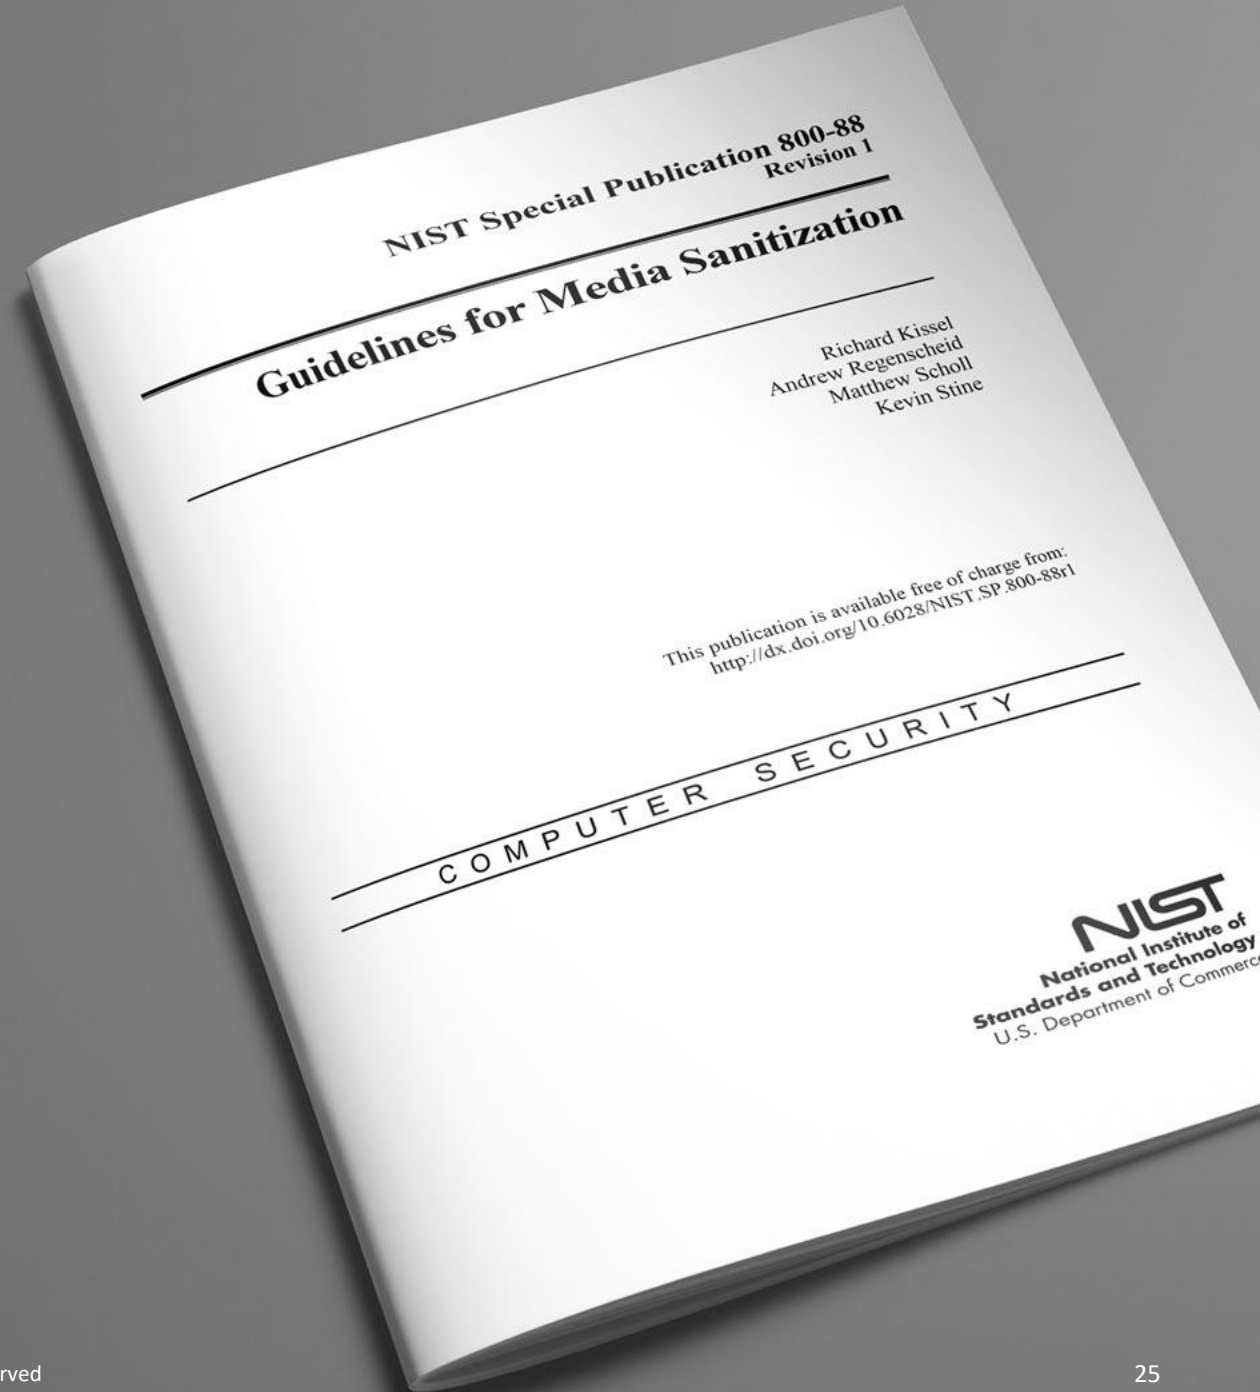 NIST Special Publication 800-88
Revision 1
Guidelines for Media Sanitization
Richard Kissel
Andrew Regenscheid
Matthew Scholl
Kevin Stine
This publication is available free of charge from:
http://dx.doi.org/10.6028/NIST.SP.800-88r1
COMPUTER SECURITY
NIST
National Institute of
Standards and Technology
U.S. Department of Commerce
rved
25